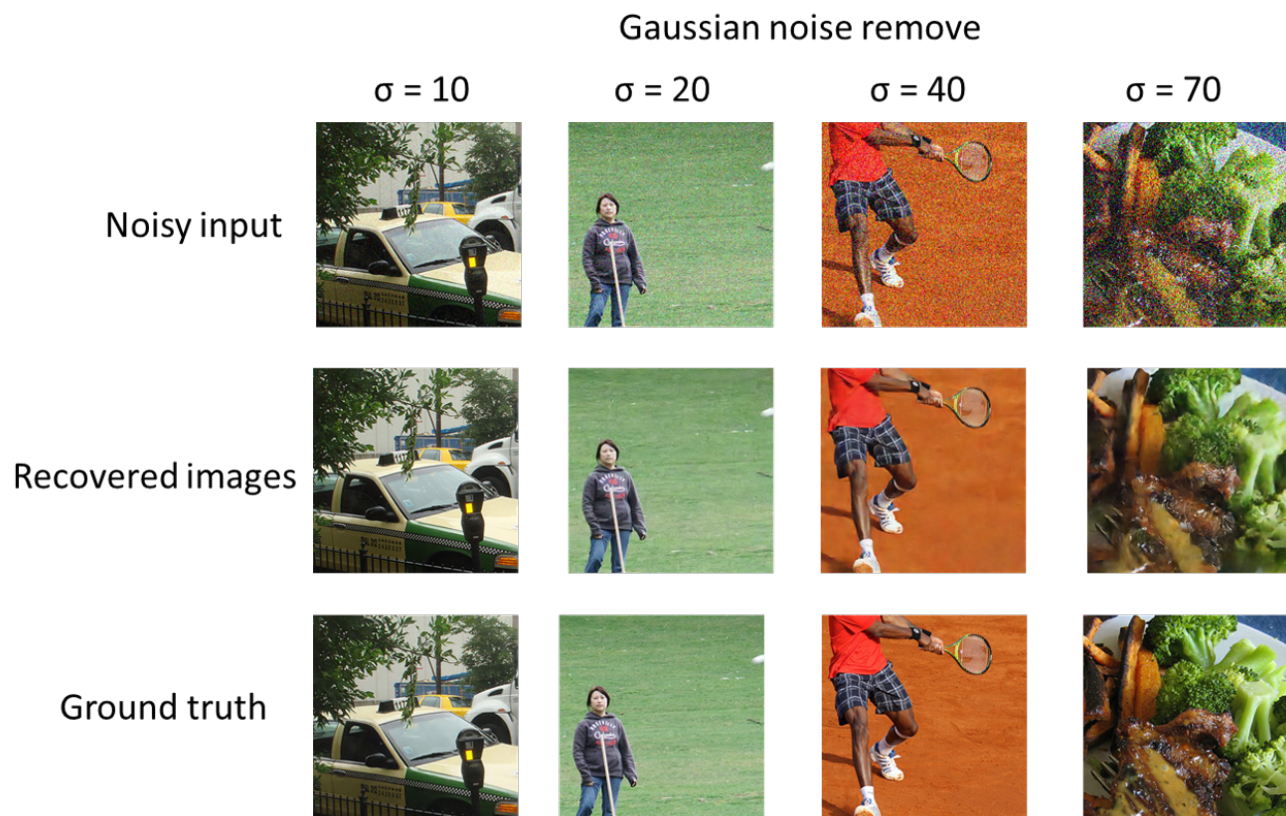 Gaussian noise remove
σ = 10 σ = 20 σ = 40 σ = 70
Noisy input
Recovered images
Ground truth